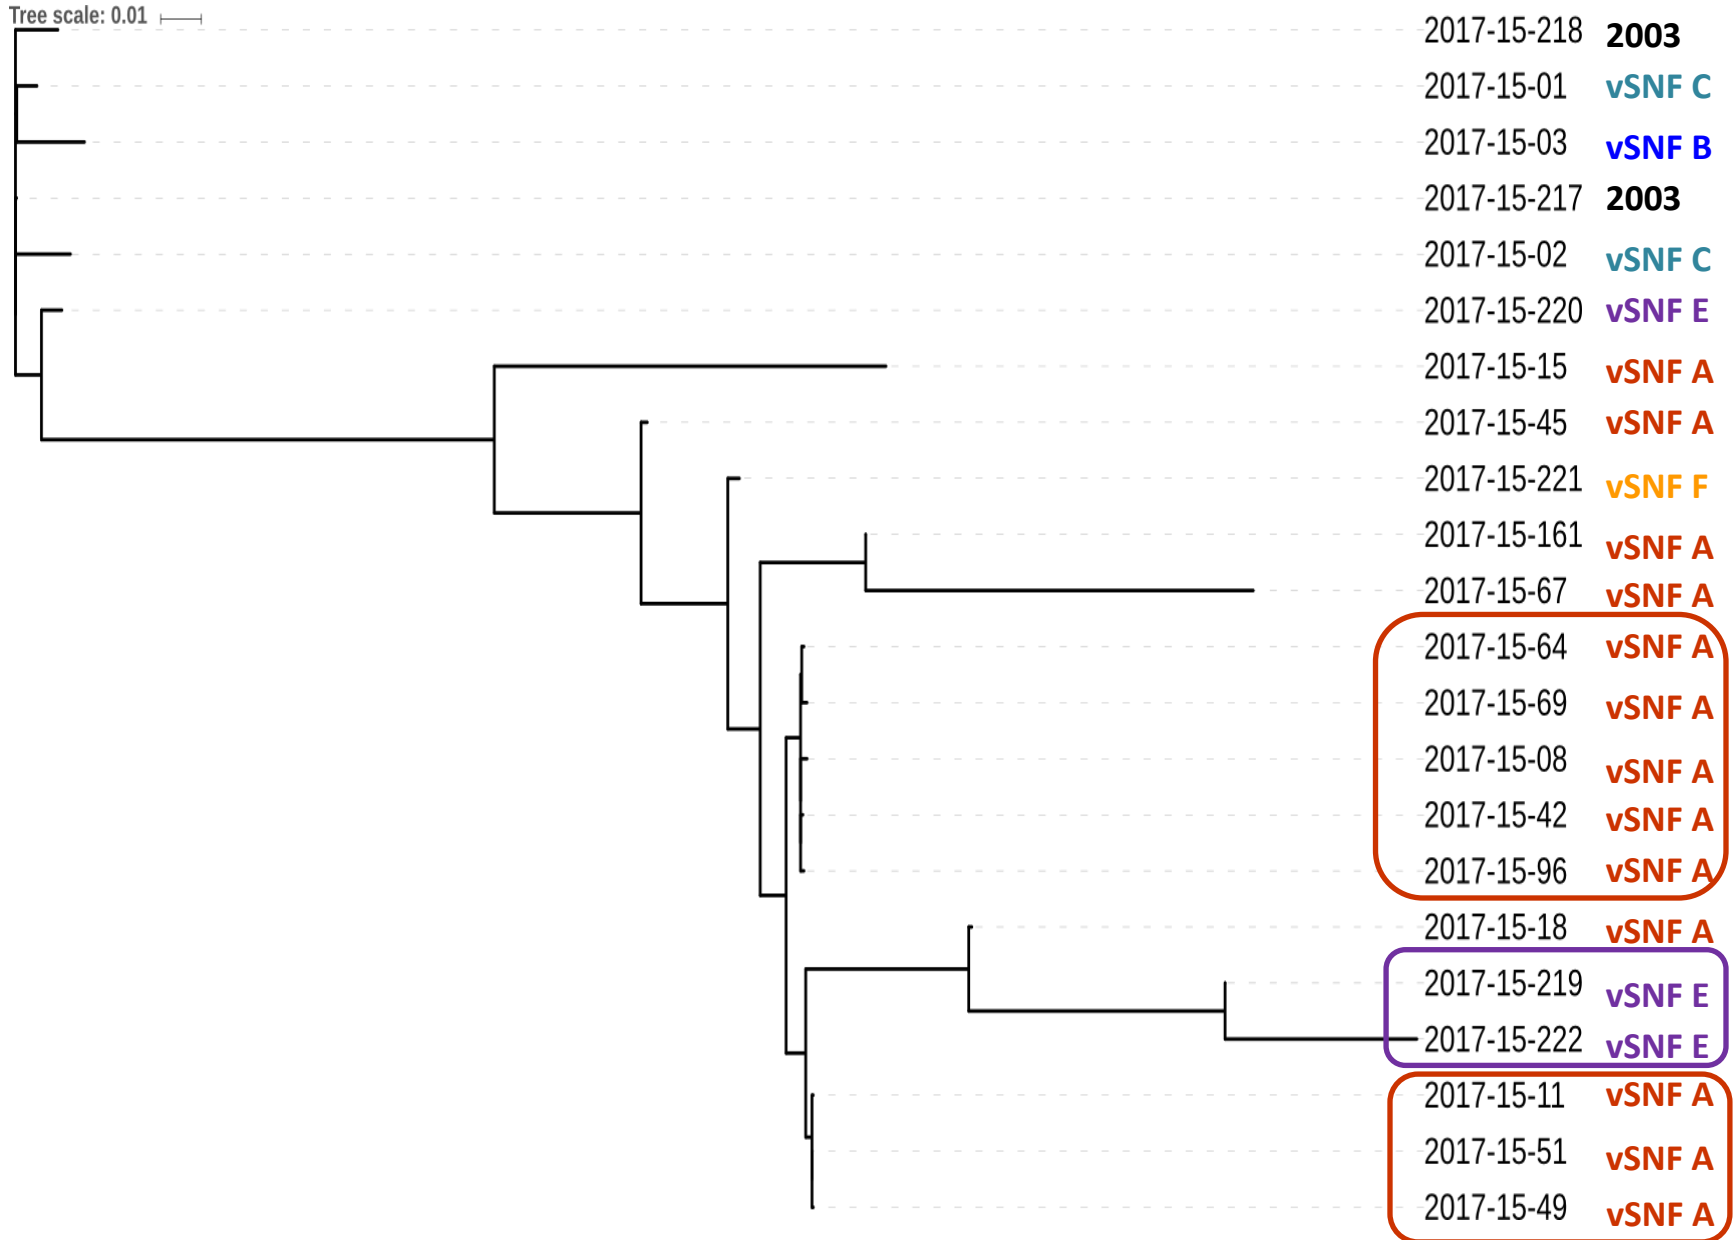 Tree scale: 0.01
2017-15-218 2003
2017-15-01 vSNF C
2017-15-03 vSNF B
2017-15-217 2003
2017-15-02 vSNF C
2017-15-220 vSNF E
2017-15-15 vSNF A
2017-15-45 vSNF A
2017-15-221 vSNF F
2017-15-161 vSNF A
2017-15-67 vSNF A
2017-15-64 vSNF A
2017-15-69 vSNF A
2017-15-08 vSNF A
2017-15-42 vSNF A
2017-15-96 vSNF A
2017-15-18 vSNF A
2017-15-219 vSNF E
2017-15-222 vSNF E
2017-15-11 vSNF A
2017-15-51 vSNF A
2017-15-49 vSNF A